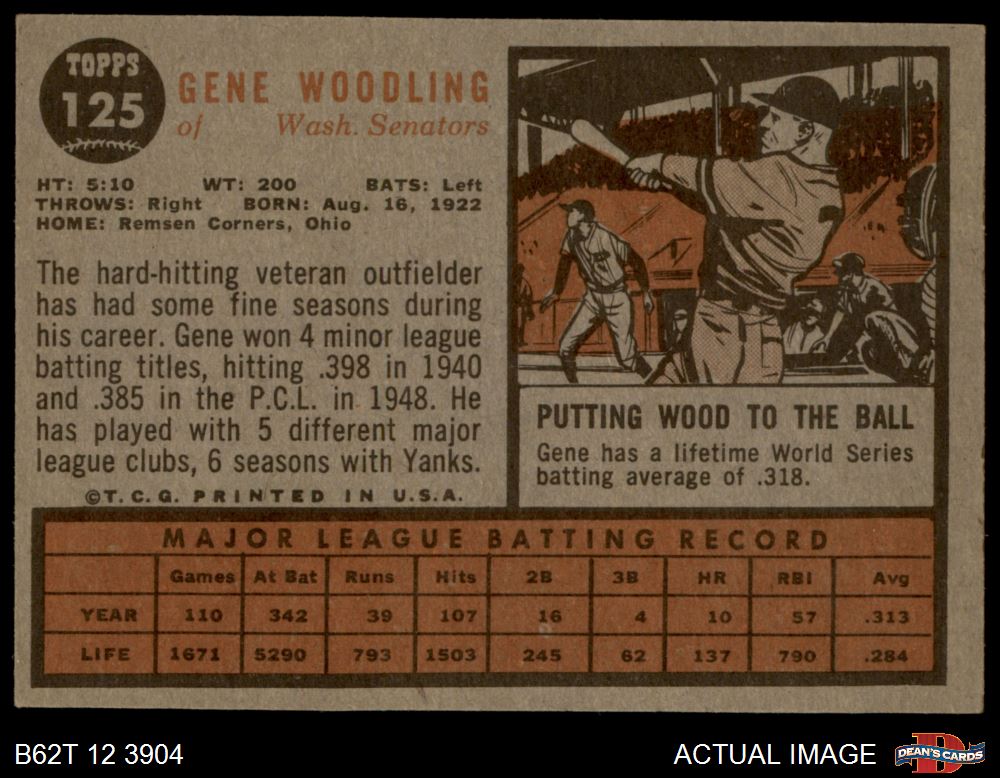 TOPPS
125
GENE WOODLING
of Wash. Senators
HT: 5:10 WT: 200 BATS: Left
THROWS: Right BORN: Aug. 16, 1922
HOME: Remsen Corners, Ohio
The hard-hitting veteran outfielder
has had some fine seasons during
his career. Gene won 4 minor league
batting titles, hitting .398 in 1940
and .385 in the P.C.L. in 1948. He
has played with 5 different major
league clubs, 6 seasons with Yanks.
©T.C.G. PRINTED IN U.S.A.
PUTTING WOOD TO THE BALL
Gene has a lifetime World Series
batting average of .318.
MAJOR LEAGUE BATTING RECORD
Games At Bat Runs Hits 2B 3B HR RBI Avg
YEAR 110 342 39 107 16 4 10 57 .313
LIFE 1671 5290 793 1503 245 62 137 790 .284
B62T 12 3904
ACTUAL IMAGE
DEAN'S CARDS